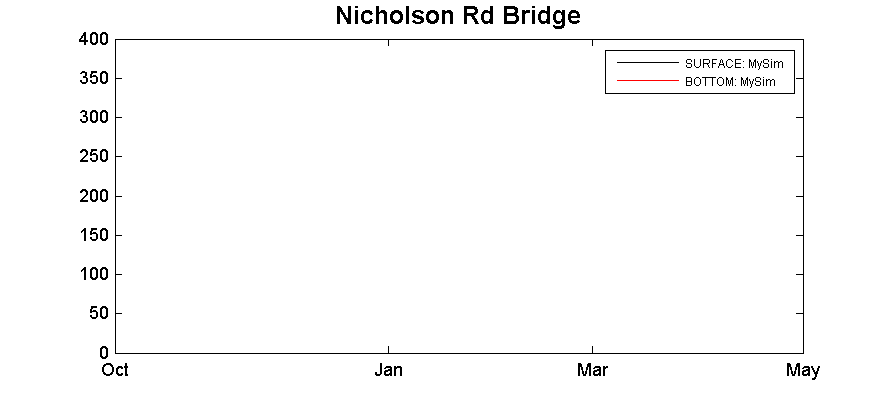 Nicholson Rd Bridge
400
350
300
250
200
150
100
50
0
SURFACE: MySim
BOTTOM: MySim
Oct Jan Mar May